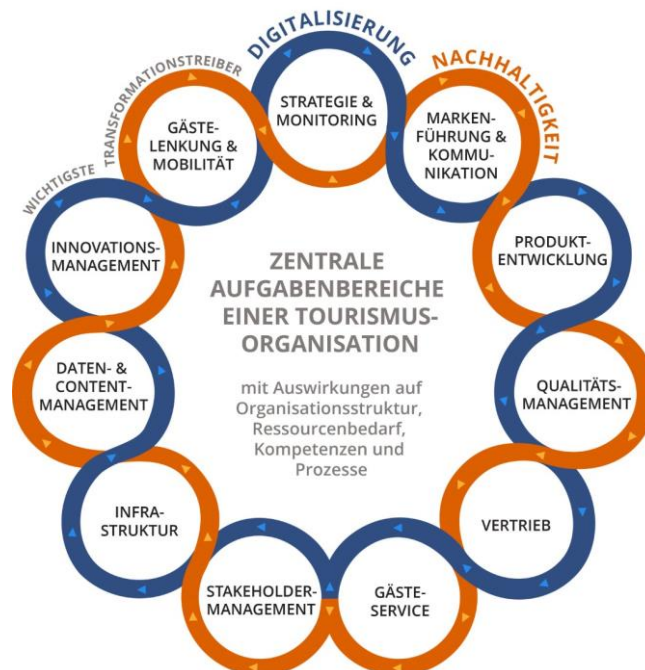 WICHTIGSTE
TRANSFORMATIONSTREIBER
DIGITALISIERUNG
NACHHALTIGKEIT
STRATEGIE &
MONITORING
MARKEN-
FÜHRUNG &
KOMMU-
NIKATION
PRODUKT-
ENTWICKLUNG
QUALITÄTS-
MANAGEMENT
VERTRIEB
GÄSTE-
SERVICE
STAKEHOLDER-
MANAGEMENT
INFRA-
STRUKTUR
DATEN- &
CONTENT-
MANAGEMENT
INNOVATIONS-
MANAGEMENT
GÄSTE-
LENKUNG &
MOBILITÄT
ZENTRALE
AUFGABENBEREICHE
EINER TOURISMUS-
ORGANISATION
mit Auswirkungen auf
Organisationsstruktur,
Ressourcenbedarf,
Kompetenzen und
Prozesse